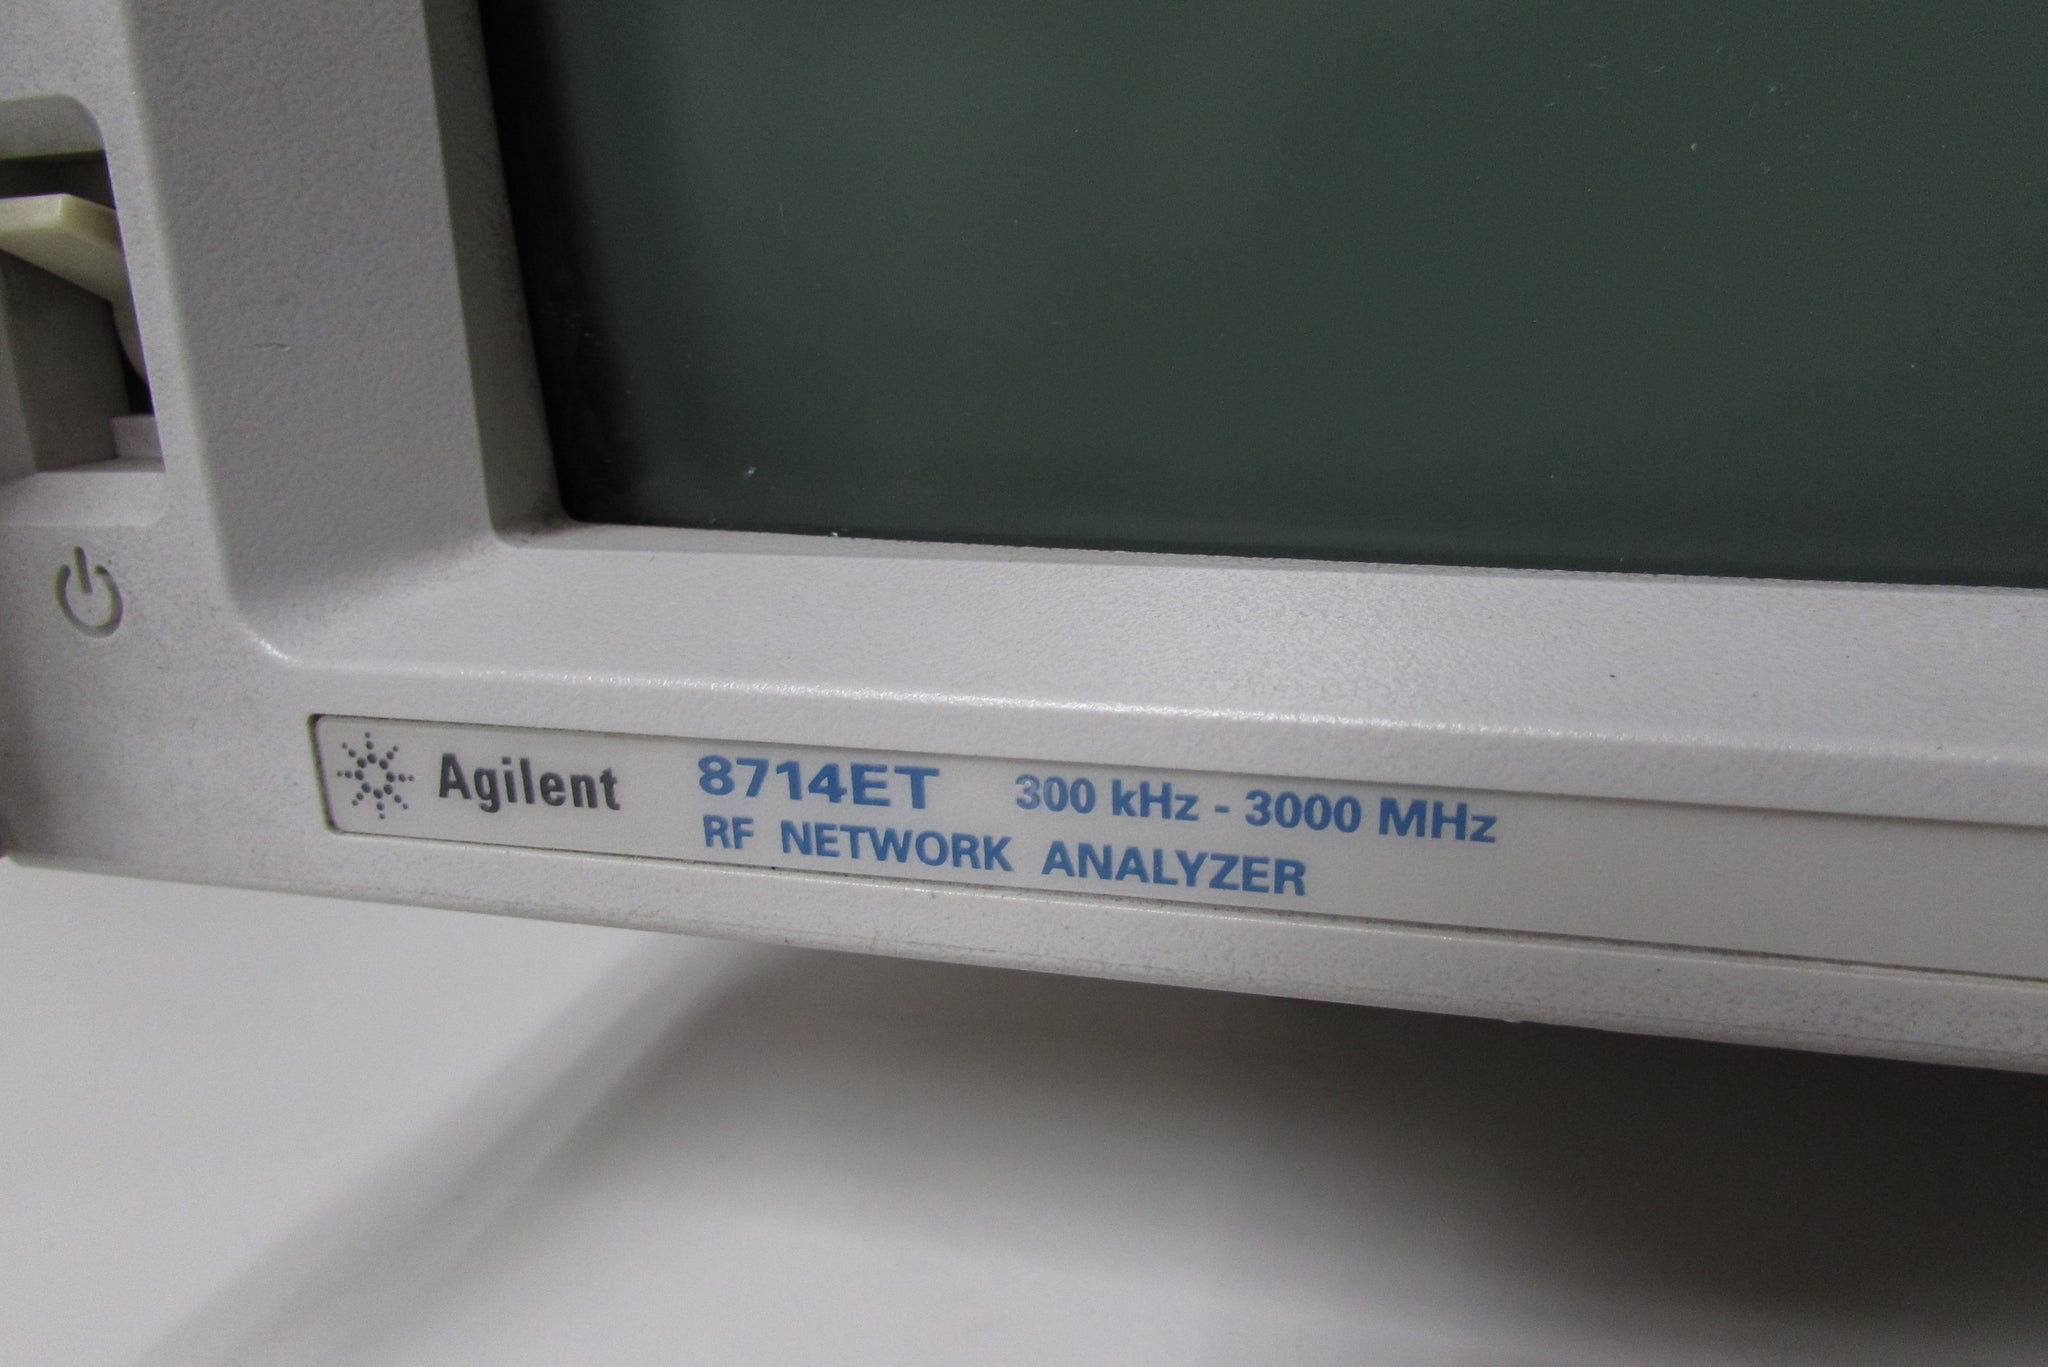 Agilent 8714ET 300 kHz - 3000 MHz
RF NETWORK ANALYZER